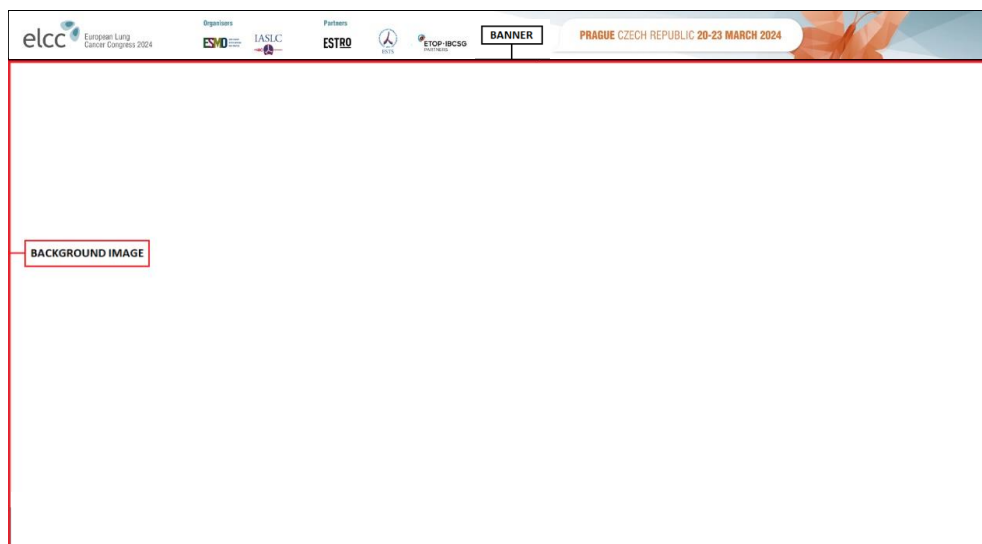 Organisers
Partners
elcc
European Lung
Cancer Congress 2024
ESMO
IASLC
ESTRO
ESTS
ETOP·IBCSG
PARTNERS
BANNER
PRAGUE CZECH REPUBLIC 20-23 MARCH 2024
BACKGROUND IMAGE